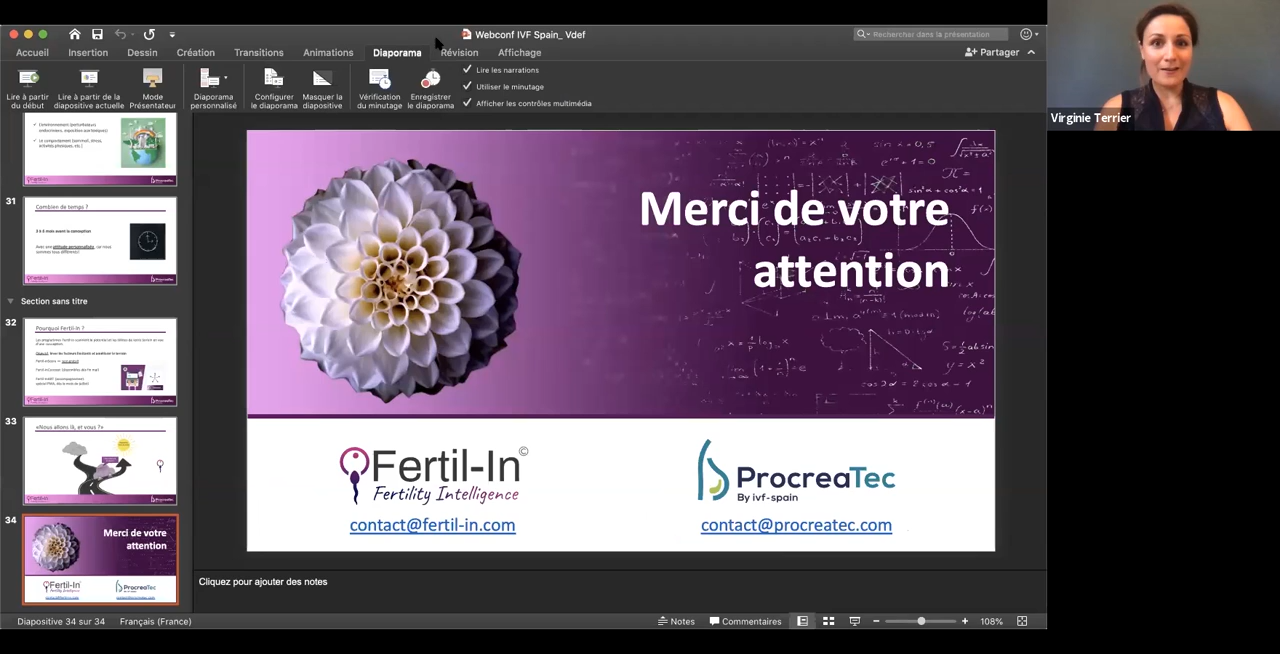 Webconf IVF Spain_ Vdef
Rechercher dans la présentation
Accueil
Insertion
Dessin
Création
Transitions
Animations
Diaporama
Révision
Affichage
Partager
Lire à partir
du début
Lire à partir de la
diapositive actuelle
Mode
Présentateur
Diaporama
personnalisé
Configurer
le diaporama
Masquer la
diapositive
Vérification
du minutage
Enregistrer
le diaporama
Lire les narrations
Utiliser le minutage
Afficher les contrôles multimédia
Virginie Terrier
31
Combien de temps ?
Section sans titre
32
Pourquoi Fertil-In ?
33
«Nous allons là, et vous ?»
34
Merci de votre
attention
Fertil-In
ProcreaTec
Merci de votre
attention
Fertil-In©
Fertility Intelligence
contact@fertil-in.com
ProcreaTec
By ivf-spain
contact@procreatec.com
Cliquez pour ajouter des notes
Diapositive 34 sur 34
Français (France)
Notes
Commentaires
108%